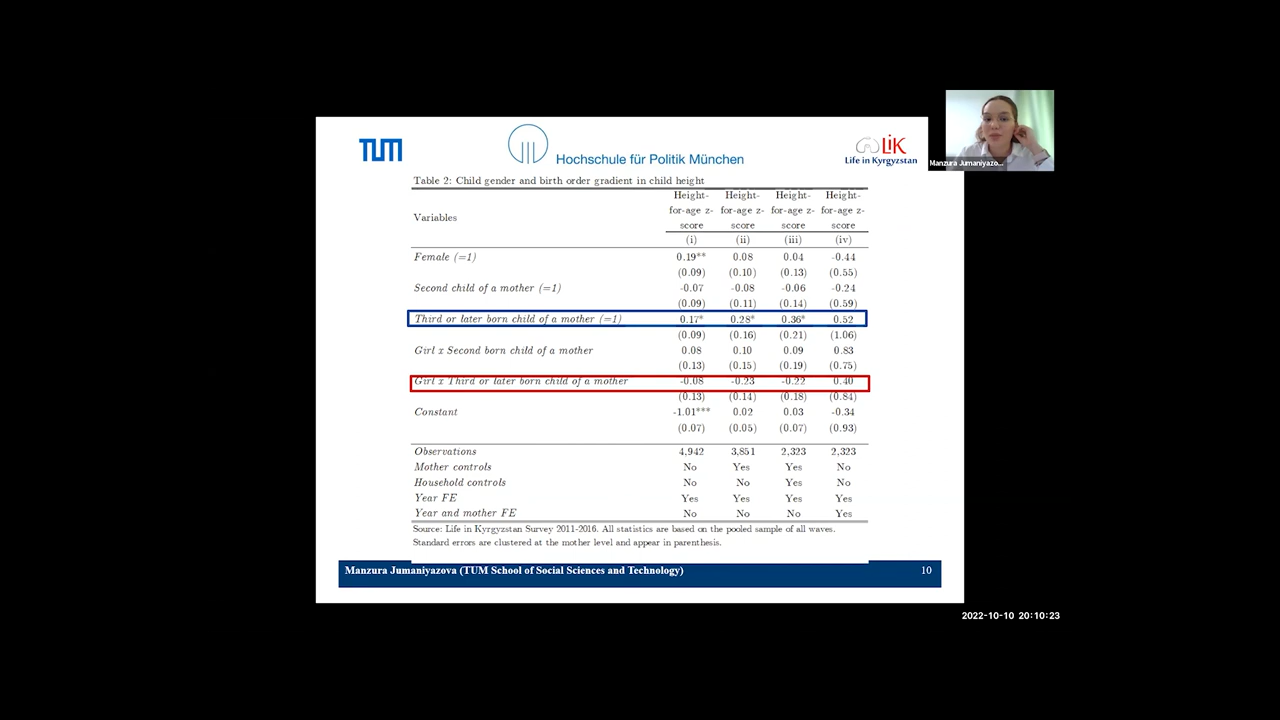 TUM
Hochschule für Politik München
LiK
Life in Kyrgyzstan
Manzura Jumaniyazo...
Table 2: Child gender and birth order gradient in child height
Variables Height-for-age z-score Height-for-age z-score Height-for-age z-score Height-for-age z-score
(i) (ii) (iii) (iv)
Female (=1) 0.19** 0.08 0.04 -0.44
(0.09) (0.10) (0.13) (0.55)
Second child of a mother (=1) -0.07 -0.08 -0.06 -0.24
(0.09) (0.11) (0.14) (0.59)
Third or later born child of a mother (=1) 0.17* 0.28* 0.36* 0.52
(0.09) (0.16) (0.21) (1.06)
Girl x Second born child of a mother 0.08 0.10 0.09 0.83
(0.13) (0.15) (0.19) (0.75)
Girl x Third or later born child of a mother -0.08 -0.23 -0.22 0.40
(0.13) (0.14) (0.18) (0.84)
Constant -1.01*** 0.02 0.03 -0.34
(0.07) (0.05) (0.07) (0.93)
Observations 4,942 3,851 2,323 2,323
Mother controls No Yes Yes No
Household controls No No Yes No
Year FE Yes Yes Yes Yes
Year and mother FE No No No Yes
Source: Life in Kyrgyzstan Survey 2011-2016. All statistics are based on the pooled sample of all waves.
Standard errors are clustered at the mother level and appear in parenthesis.
Manzura Jumaniyazova (TUM School of Social Sciences and Technology) 10
2022-10-10 20:10:23